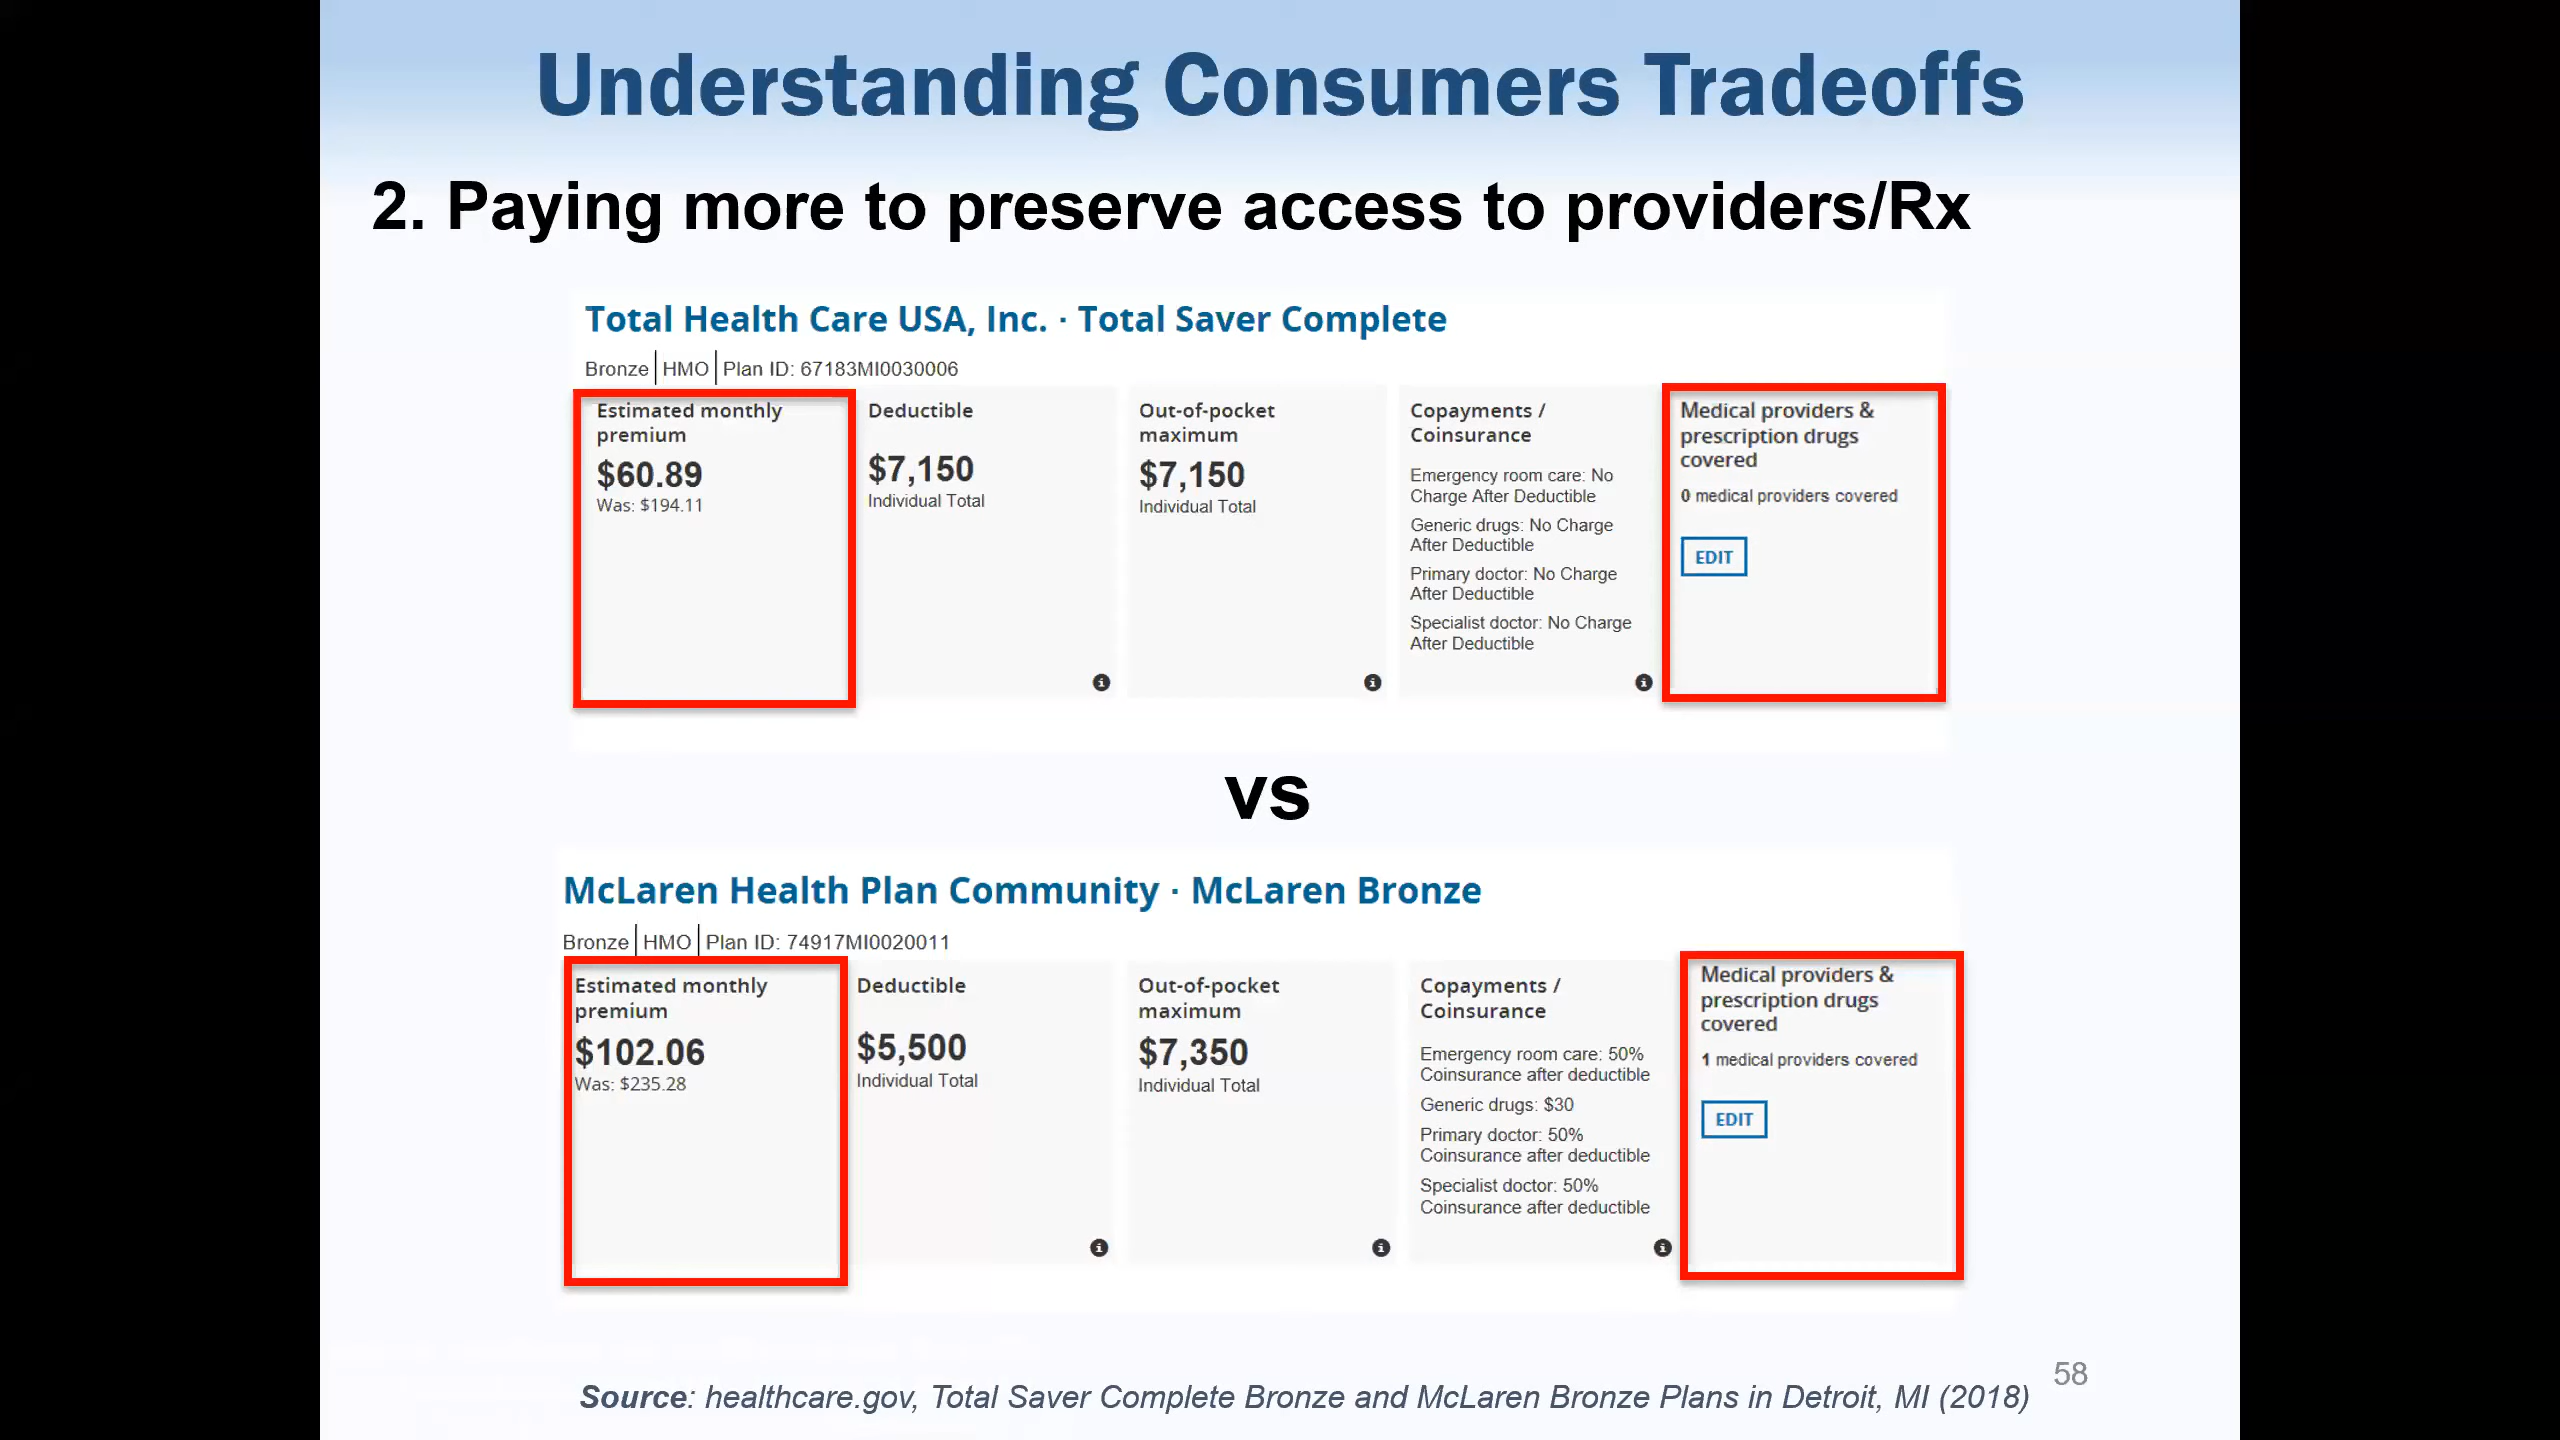 Understanding Consumers Tradeoffs
2. Paying more to preserve access to providers/Rx
Total Health Care USA, Inc. · Total Saver Complete
Bronze | HMO | Plan ID: 67183MI0030006
Estimated monthly
premium
$60.89
Was: $194.11
Deductible
$7,150
Individual Total
Out-of-pocket
maximum
$7,150
Individual Total
Copayments /
Coinsurance
Emergency room care: No
Charge After Deductible
Generic drugs: No Charge
After Deductible
Primary doctor: No Charge
After Deductible
Specialist doctor: No Charge
After Deductible
Medical providers &
prescription drugs
covered
0 medical providers covered
EDIT
vs
McLaren Health Plan Community · McLaren Bronze
Bronze | HMO | Plan ID: 74917MI0020011
Estimated monthly
premium
$102.06
Was: $235.28
Deductible
$5,500
Individual Total
Out-of-pocket
maximum
$7,350
Individual Total
Copayments /
Coinsurance
Emergency room care: 50%
Coinsurance after deductible
Generic drugs: $30
Primary doctor: 50%
Coinsurance after deductible
Specialist doctor: 50%
Coinsurance after deductible
Medical providers &
prescription drugs
covered
1 medical providers covered
EDIT
58
Source: healthcare.gov, Total Saver Complete Bronze and McLaren Bronze Plans in Detroit, MI (2018)